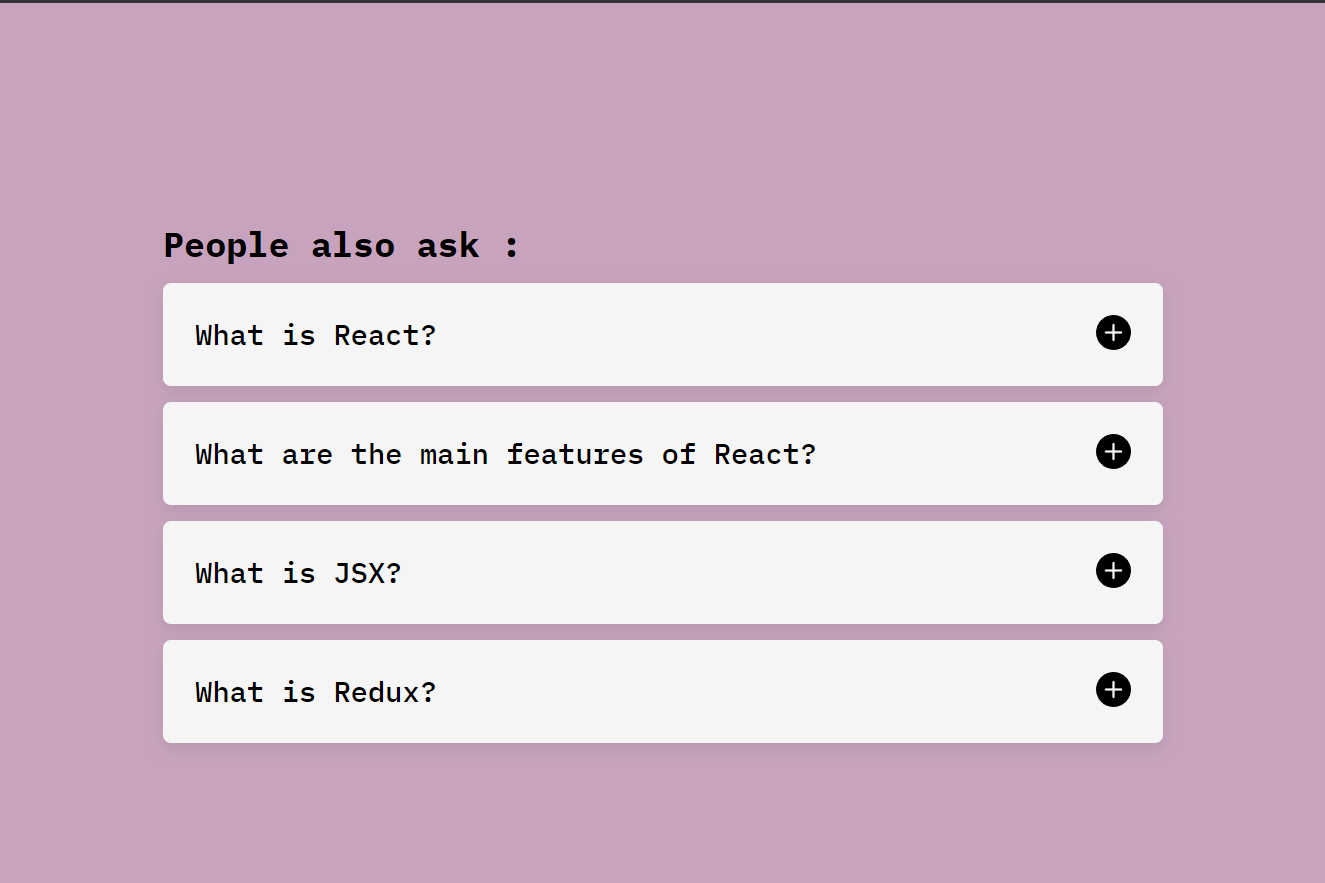 People also ask :
What is React?
What are the main features of React?
What is JSX?
What is Redux?